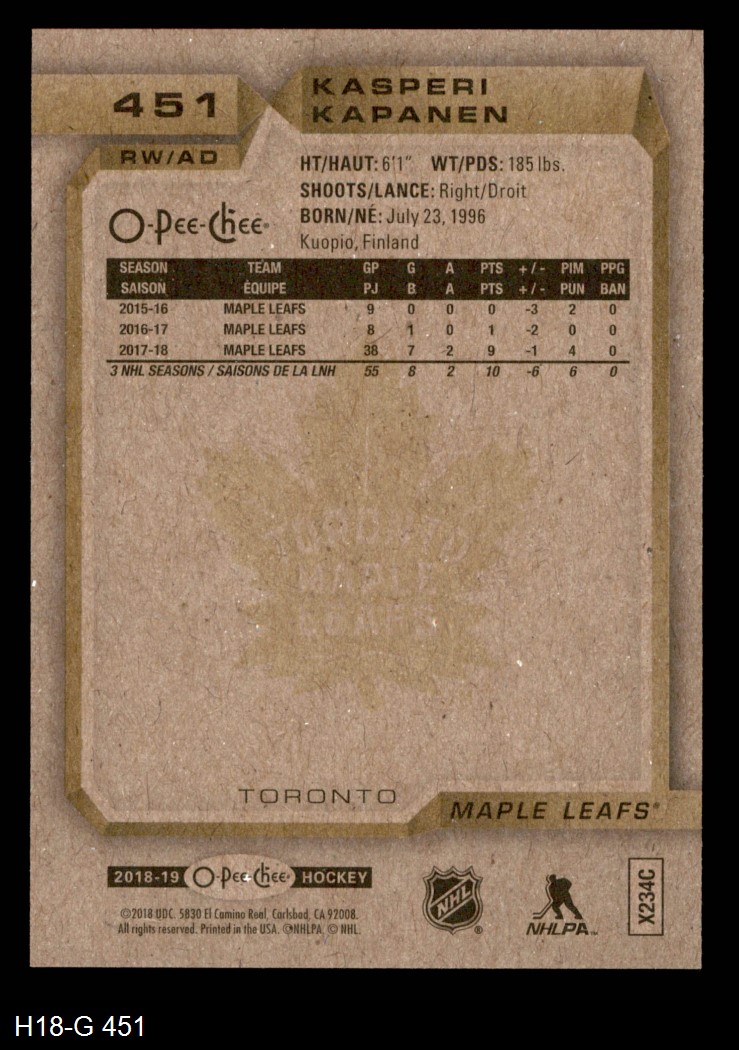 451
KASPERI
KAPANEN
RW/AD
HT/HAUT: 6'1" WT/PDS: 185 lbs.
SHOOTS/LANCE: Right/Droit
BORN/NÉ: July 23, 1996
Kuopio, Finland
O-Pee-Chee®
SEASON TEAM GP G A PTS +/- PIM PPG
SAISON ÉQUIPE PJ B A PTS +/- PUN BAN
2015-16 MAPLE LEAFS 9 0 0 0 -3 2 0
2016-17 MAPLE LEAFS 8 1 0 1 -2 0 0
2017-18 MAPLE LEAFS 38 7 2 9 -1 4 0
3 NHL SEASONS / SAISONS DE LA LNH 55 8 2 10 -6 6 0
TORONTO
MAPLE
LEAFS
TORONTO
MAPLE LEAFS®
2018-19 O-Pee-Chee HOCKEY
©2018 UDC. 5830 El Camino Real, Carlsbad, CA 92008.
All rights reserved. Printed in the USA. ©NHLPA © NHL.
NHL ®
NHLPA™
X234C
H18-G 451